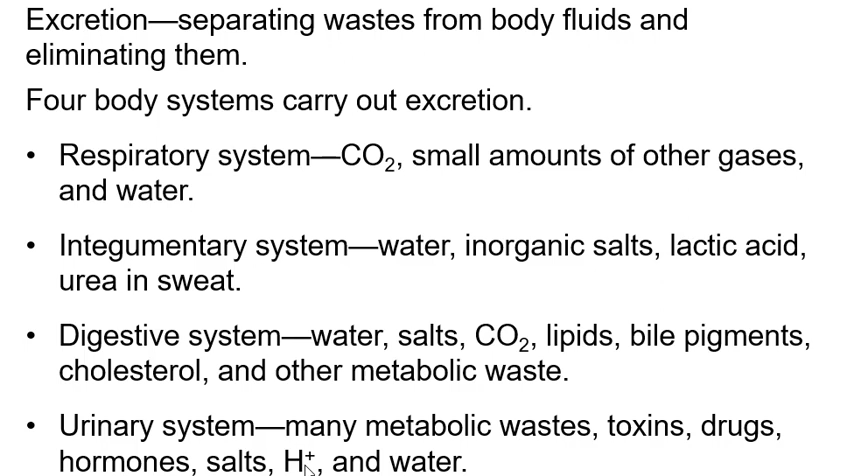 Excretion—separating wastes from body fluids and
eliminating them.
Four body systems carry out excretion.
• Respiratory system—CO₂, small amounts of other gases,
and water.
• Integumentary system—water, inorganic salts, lactic acid,
urea in sweat.
• Digestive system—water, salts, CO₂, lipids, bile pigments,
cholesterol, and other metabolic waste.
• Urinary system—many metabolic wastes, toxins, drugs,
hormones, salts, H⁺, and water.